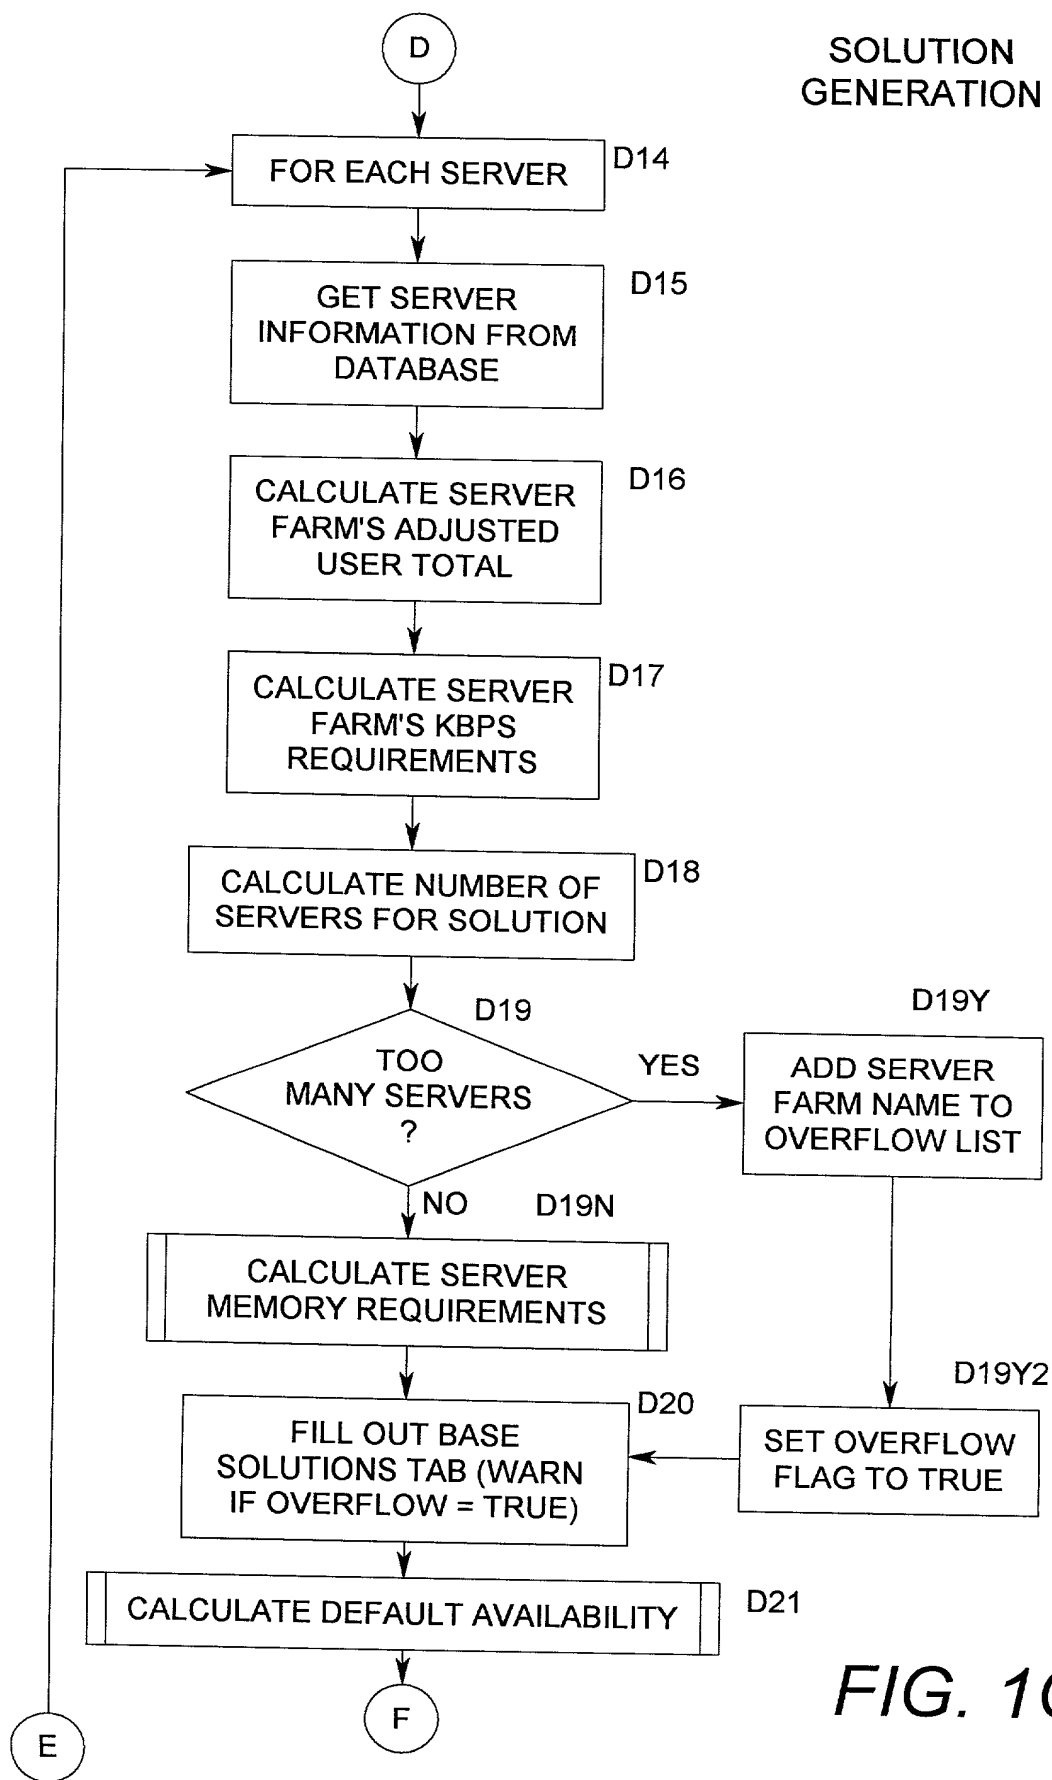 D
SOLUTION
GENERATION
FOR EACH SERVER
D14
GET SERVER
INFORMATION FROM
DATABASE
D15
CALCULATE SERVER
FARM'S ADJUSTED
USER TOTAL
D16
CALCULATE SERVER
FARM'S KBPS
REQUIREMENTS
D17
CALCULATE NUMBER OF
SERVERS FOR SOLUTION
D18
TOO
MANY SERVERS
?
D19
YES
D19Y
ADD SERVER
FARM NAME TO
OVERFLOW LIST
NO
D19N
CALCULATE SERVER
MEMORY REQUIREMENTS
D19Y2
SET OVERFLOW
FLAG TO TRUE
D20
FILL OUT BASE
SOLUTIONS TAB (WARN
IF OVERFLOW = TRUE)
CALCULATE DEFAULT AVAILABILITY
D21
F
E
FIG.